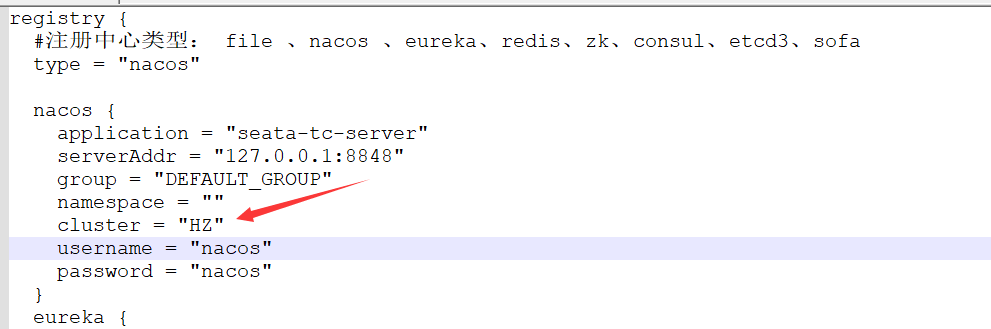 registry {
#注册中心类型： file 、nacos 、eureka、redis、zk、consul、etcd3、sofa
type = "nacos"
nacos {
application = "seata-tc-server"
serverAddr = "127.0.0.1:8848"
group = "DEFAULT_GROUP"
namespace = ""
cluster = "HZ"
username = "nacos"
password = "nacos"
}
eureka {